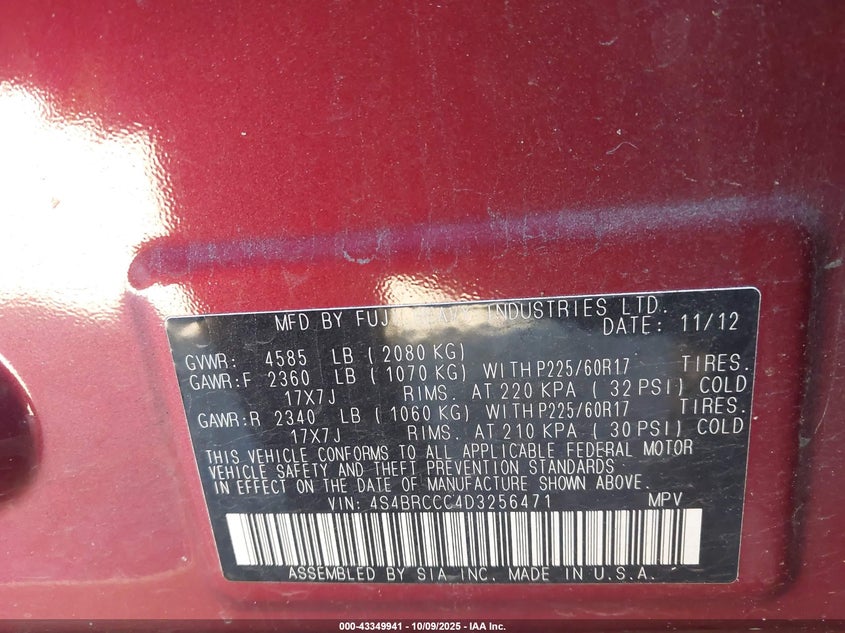 MFD BY FUJI HEAVY INDUSTRIES LTD.
DATE: 11/12
GVWR: 4585 LB (2080 KG)
GAWR:F 2360 LB (1070 KG) WITH P225/60R17 TIRES.
17X7J RIMS. AT 220 KPA (32 PSI) COLD
GAWR:R 2340 LB (1060 KG) WITH P225/60R17 TIRES.
17X7J RIMS. AT 210 KPA (30 PSI) COLD
THIS VEHICLE CONFORMS TO ALL APPLICABLE FEDERAL MOTOR
VEHICLE SAFETY AND THEFT PREVENTION STANDARDS
IN EFFECT ON THE DATE OF MANUFACTURE SHOWN ABOVE.
VIN: 4S4BRCCC4D3256471 MPV
ASSEMBLED BY SIA INC. MADE IN U.S.A.
000-43349941 - 10/09/2025 - IAA Inc.